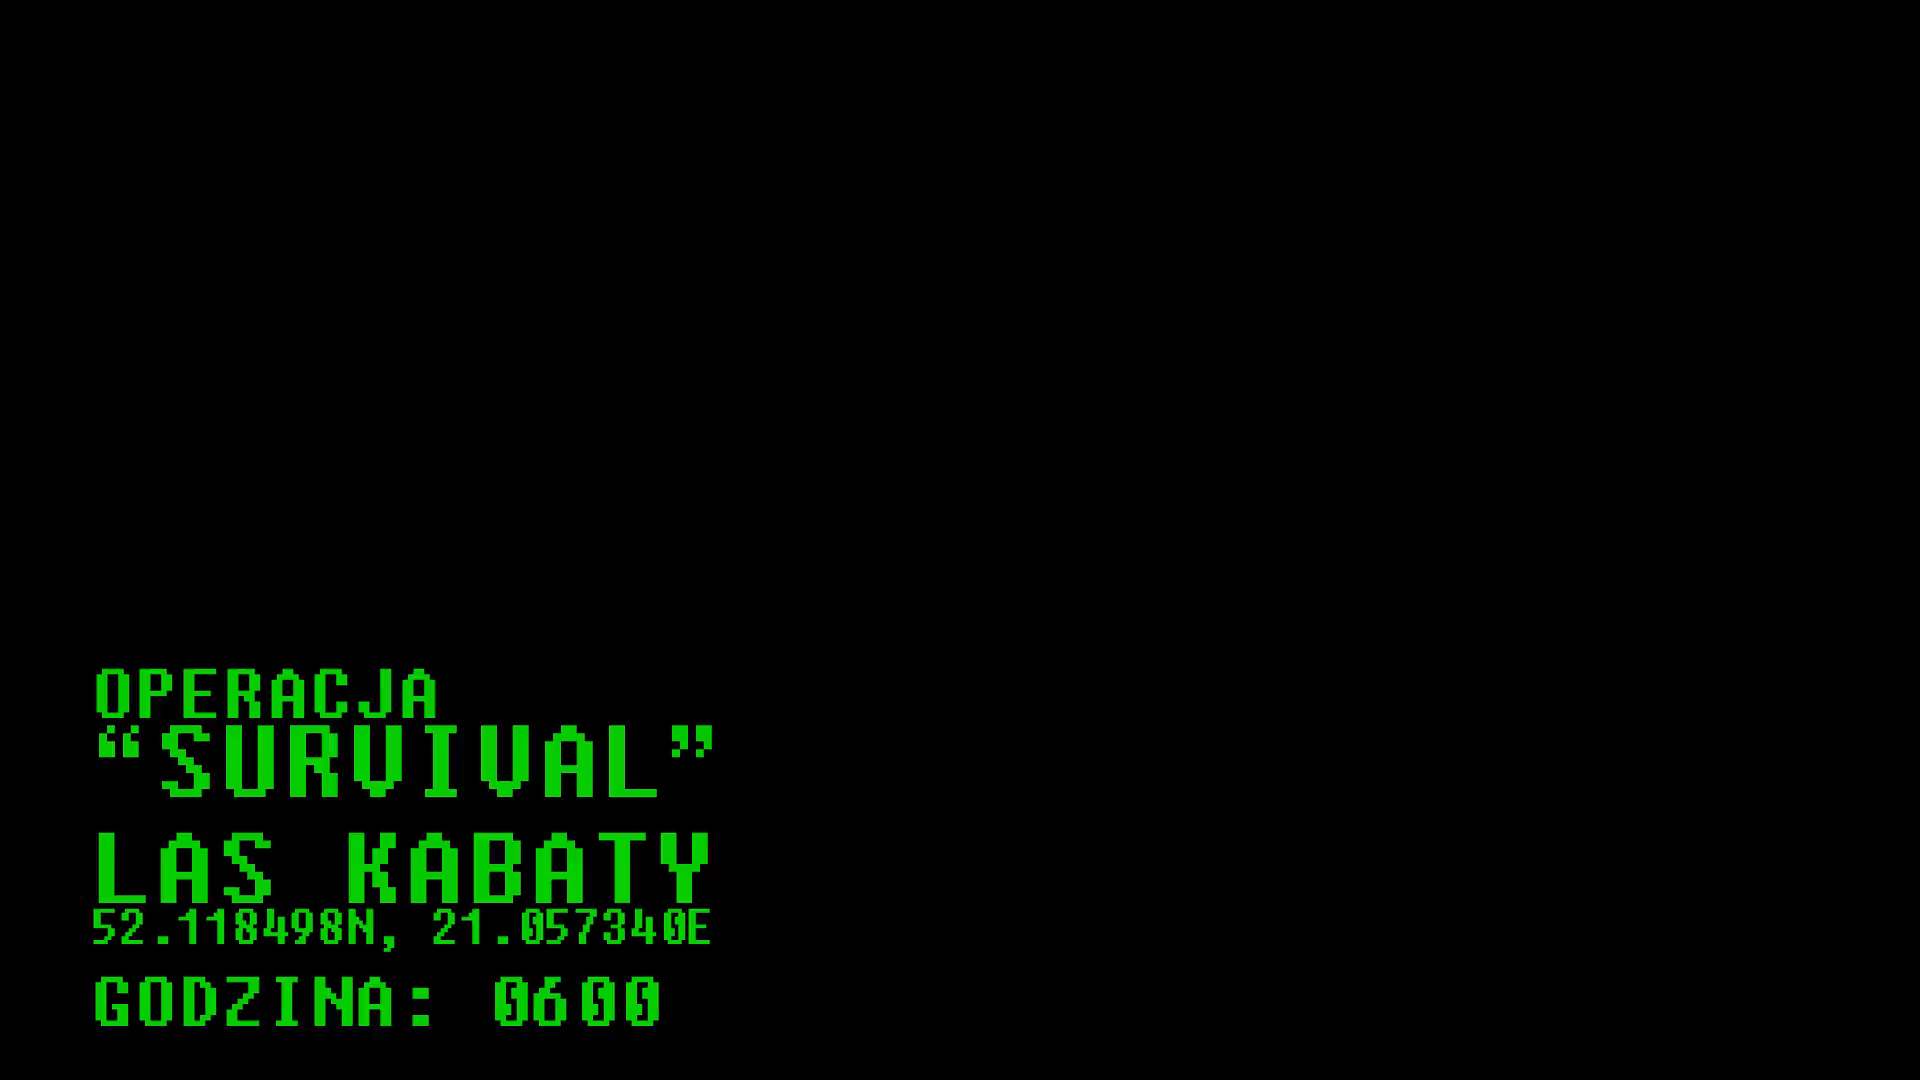 OPERACJA
“SURVIVAL”
LAS KABATY
52.118498N, 21.057340E
GODZINA: 0600